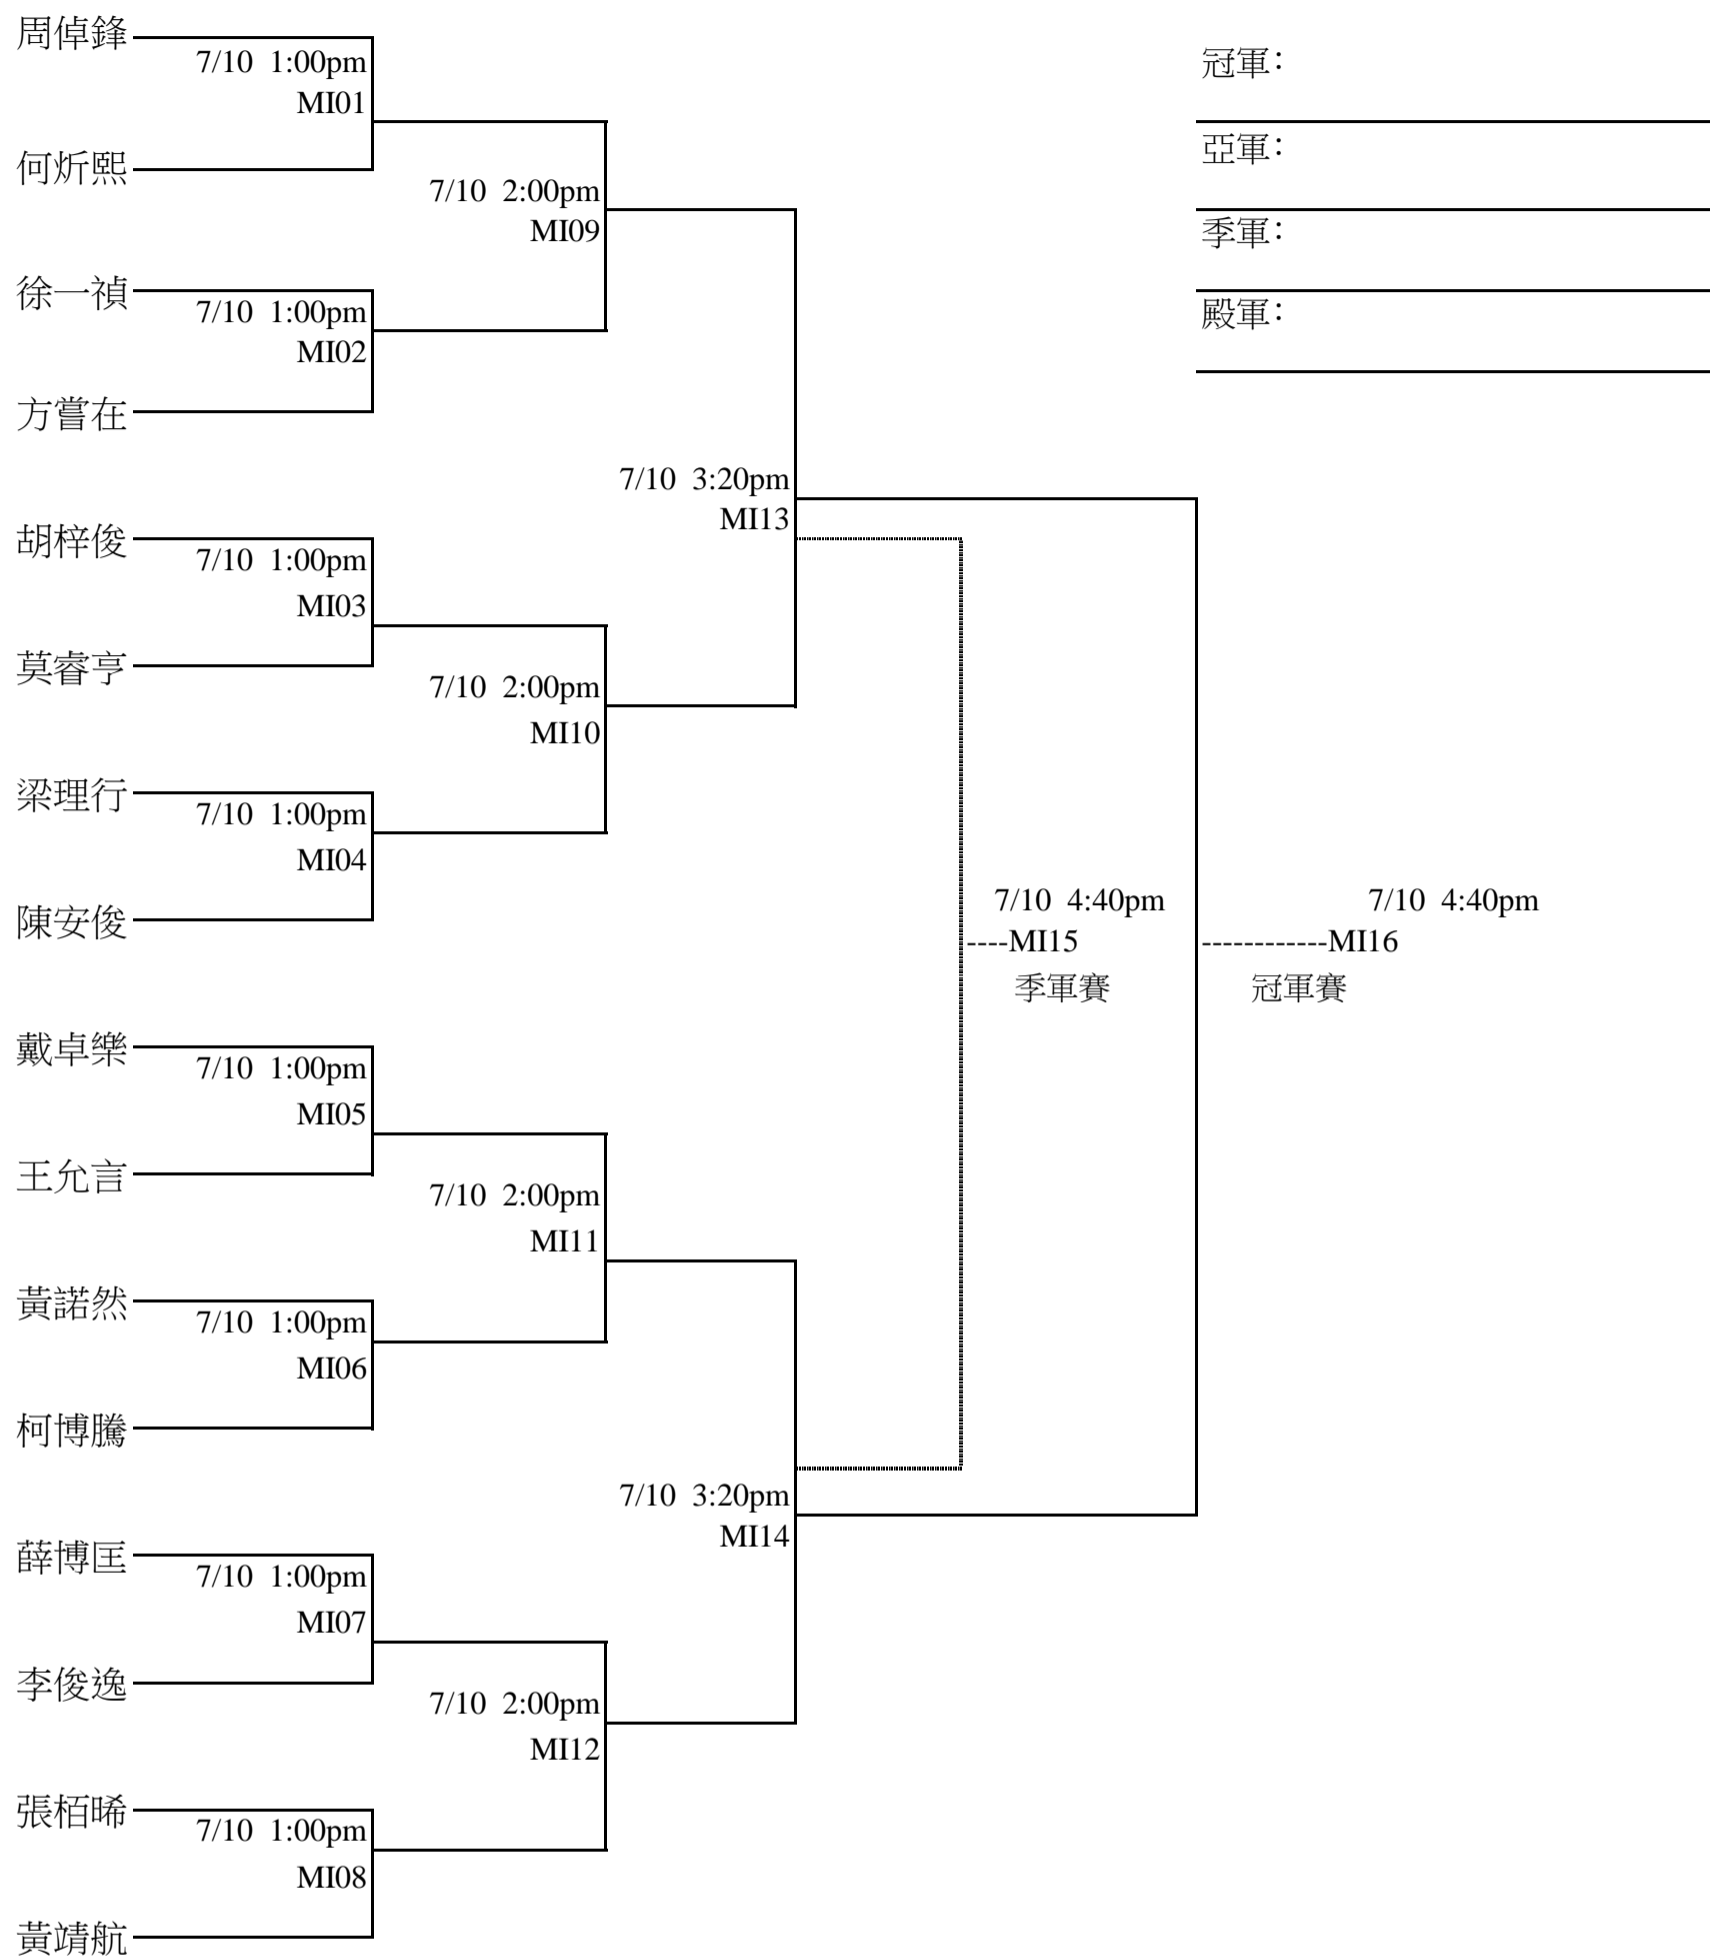 周倬鋒
7/10 1:00pm
MI01
何炘熙
7/10 2:00pm
MI09
徐一禎
7/10 1:00pm
MI02
方嘗在
7/10 3:20pm
MI13
胡梓俊
7/10 1:00pm
MI03
莫睿亨
7/10 2:00pm
MI10
梁理行
7/10 1:00pm
MI04
陳安俊
戴卓樂
7/10 1:00pm
MI05
王允言
7/10 2:00pm
MI11
黃諾然
7/10 1:00pm
MI06
柯博騰
7/10 3:20pm
MI14
薛博匡
7/10 1:00pm
MI07
李俊逸
7/10 2:00pm
MI12
張栢晞
7/10 1:00pm
MI08
黃靖航
7/10 4:40pm
----MI15
季軍賽
7/10 4:40pm
------------MI16
冠軍賽
冠軍：
亞軍：
季軍：
殿軍：